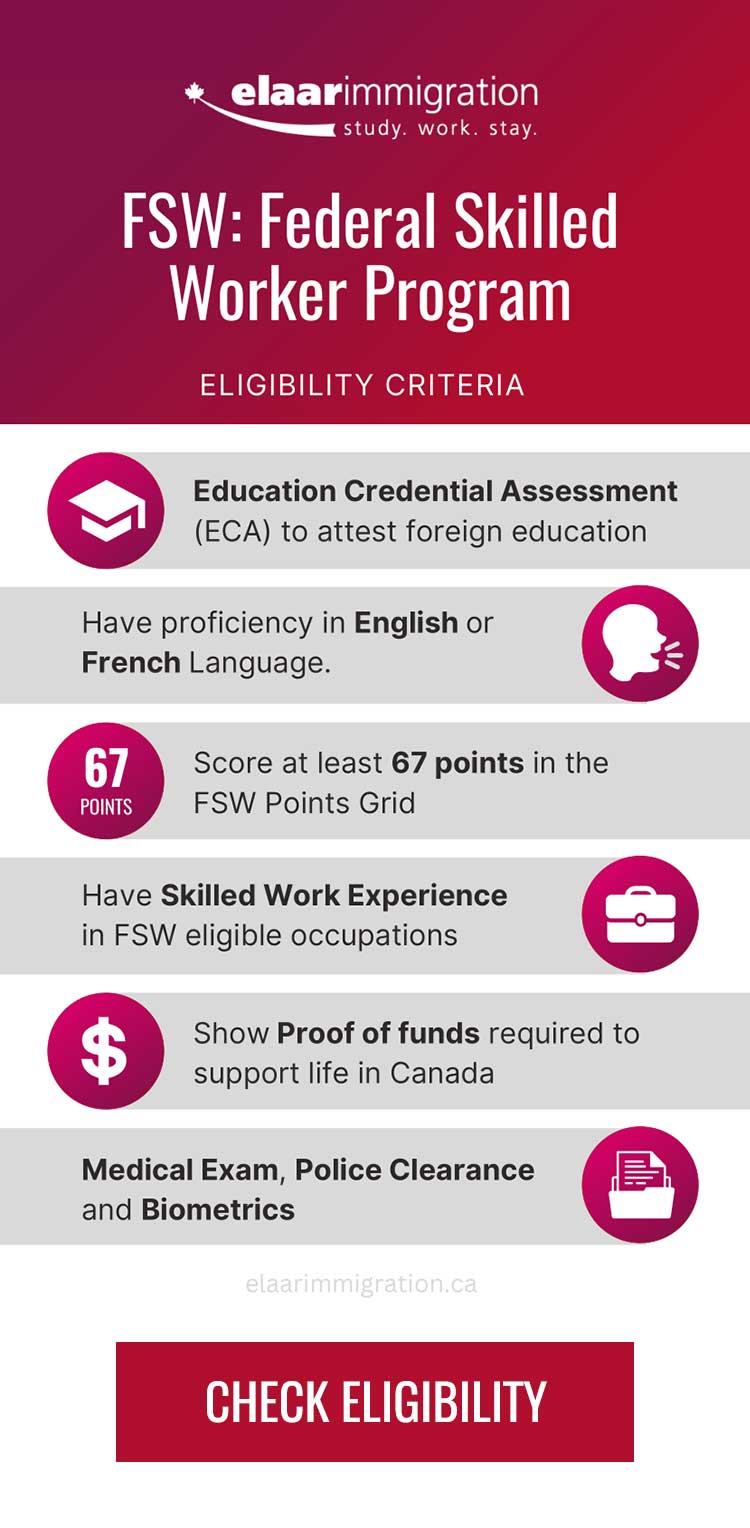 elaarimmigration
study. work. stay.
FSW: Federal Skilled
Worker Program
ELIGIBILITY CRITERIA
Education Credential Assessment
(ECA) to attest foreign education
Have proficiency in English or
French Language.
67
POINTS
Score at least 67 points in the
FSW Points Grid
Have Skilled Work Experience
in FSW eligible occupations
$
Show Proof of funds required to
support life in Canada
Medical Exam, Police Clearance
and Biometrics
elaarimmigration.ca
CHECK ELIGIBILITY